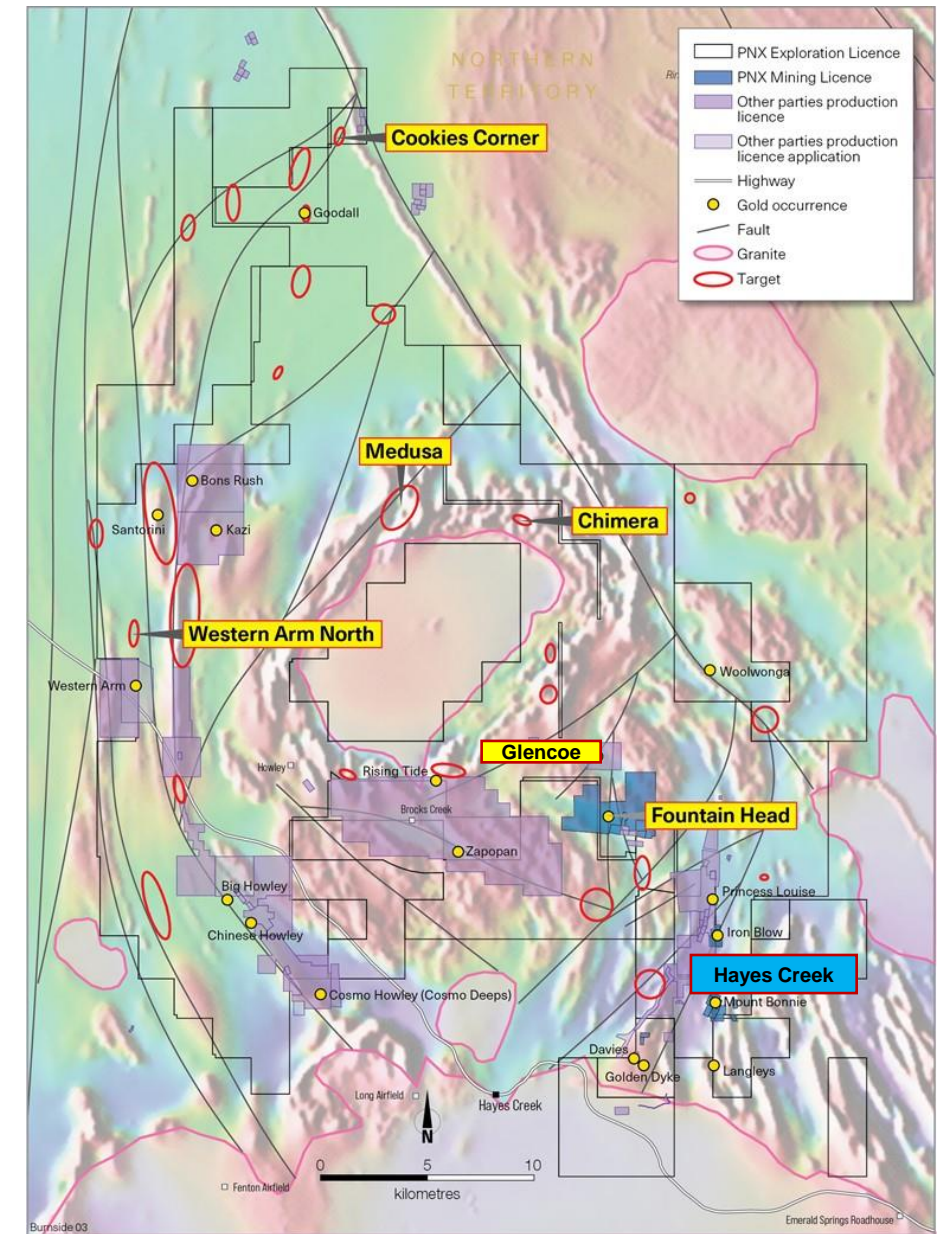 NORTHERN
TERRITORY
PNX Exploration Licence
PNX Mining Licence
Other parties production
licence
Other parties production
licence application
Highway
Gold occurrence
Fault
Granite
Target
Cookies Corner
Goodall
Medusa
Bons Rush
Santorini
Kazi
Chimera
Western Arm North
Western Arm
Woolwonga
Glencoe
Howley
Rising Tide
Brocks Creek
Fountain Head
Zapopan
Big Howley
Princess Louise
Chinese Howley
Iron Blow
Hayes Creek
Cosmo Howley (Cosmo Deeps)
Mount Bonnie
Davies
Golden Dyke
Langleys
Long Airfield
Hayes Creek
N
0 5 10
kilometres
Fenton Airfield
Burnside 03
Emerald Springs Roadhouse